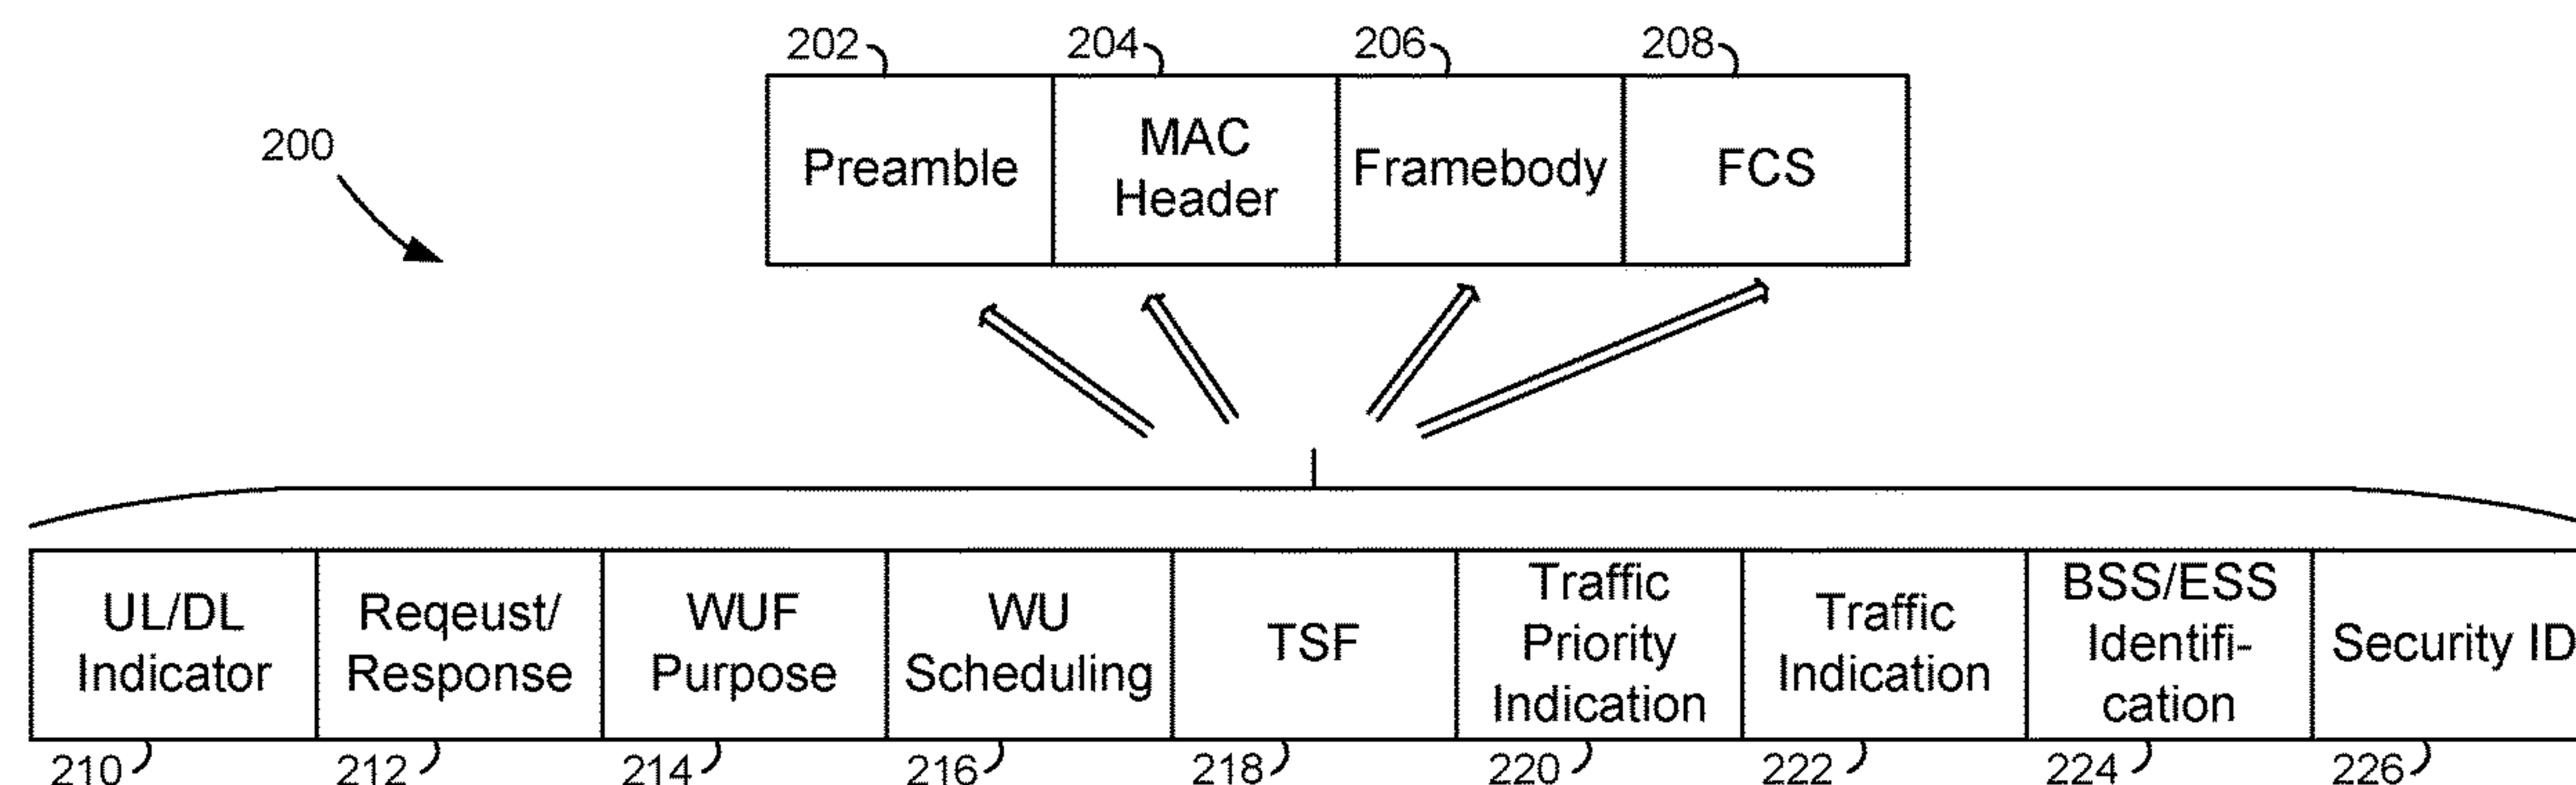 202 204 206 208
200
Preamble
MAC
Header
Framebody
FCS
UL/DL
Indicator
Reqeust/
Response
WUF
Purpose
WU
Scheduling
TSF
Traffic
Priority
Indication
Traffic
Indication
BSS/ESS
Identifi-
cation
Security ID
210 212 214 216 218 220 222 224 226